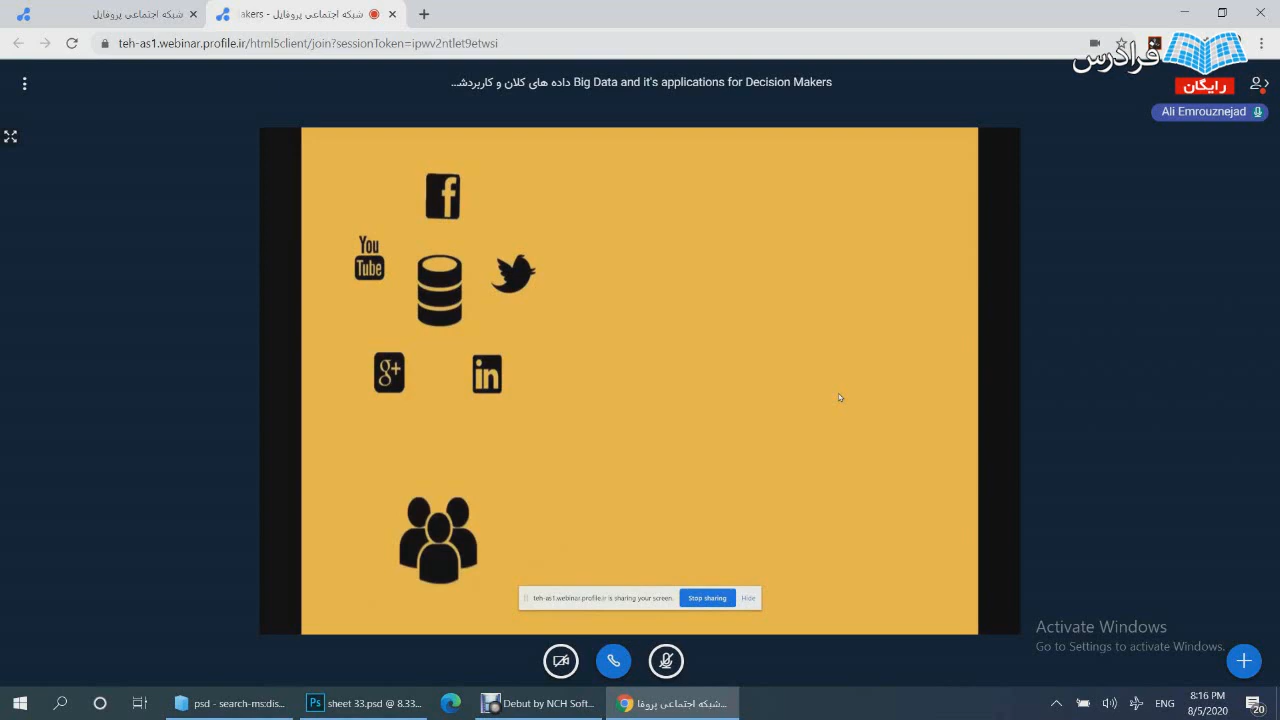 شبکه اجتماعی پروفایل
akers - شبکه اجتماعی پروفایل
teh-as1.webinar.profile.ir/html5client/join?sessionToken=ipwv2ntlet9etwsi
فرادرس
رایگان
داده های کلان و کاربردشـ... Big Data and it's applications for Decision Makers
Ali Emrouznejad
f
You
Tube
g+
in
teh-as1.webinar.profile.ir is sharing your screen.
Stop sharing
Hide
Activate Windows
Go to Settings to activate Windows.
psd - search-ms:dis...
Ps
sheet 33.psd @ 8.33...
Debut by NCH Soft...
شبکه اجتماعی پروفا...
ENG
8:16 PM
8/5/2020
20